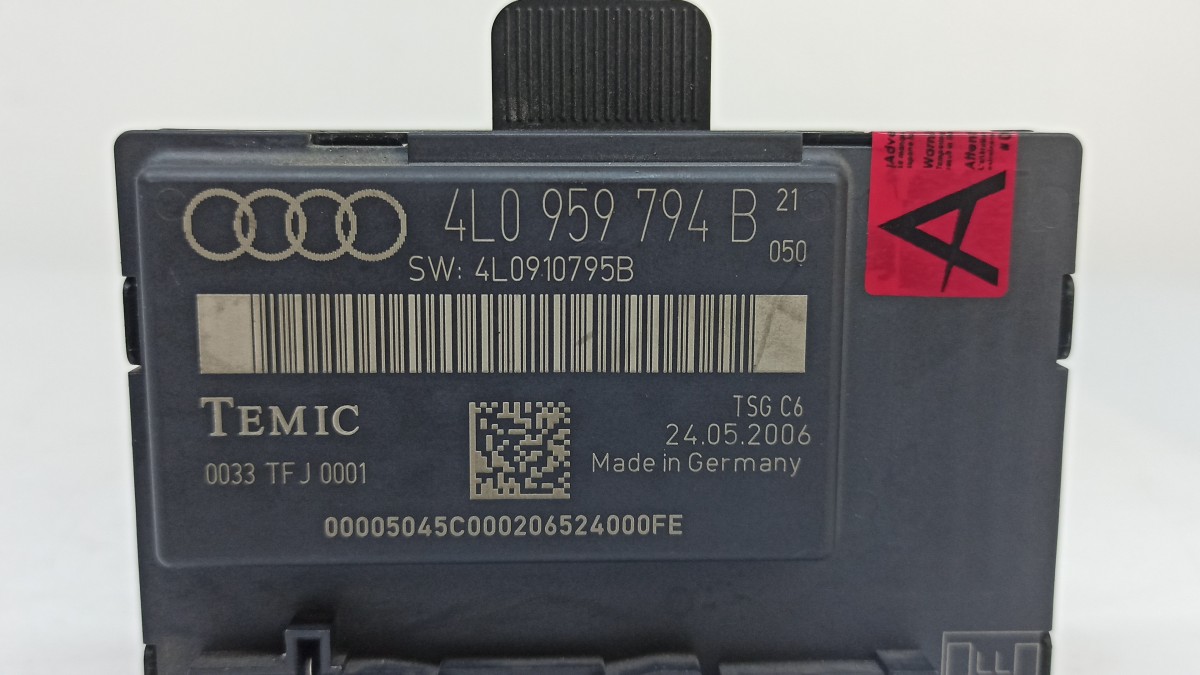 4L0 959 794 B 21
050
SW: 4L0910795B
TEMIC
TSG C6
24.05.2006
0033 TFJ 0001
Made in Germany
00005045C000206524000FE
A